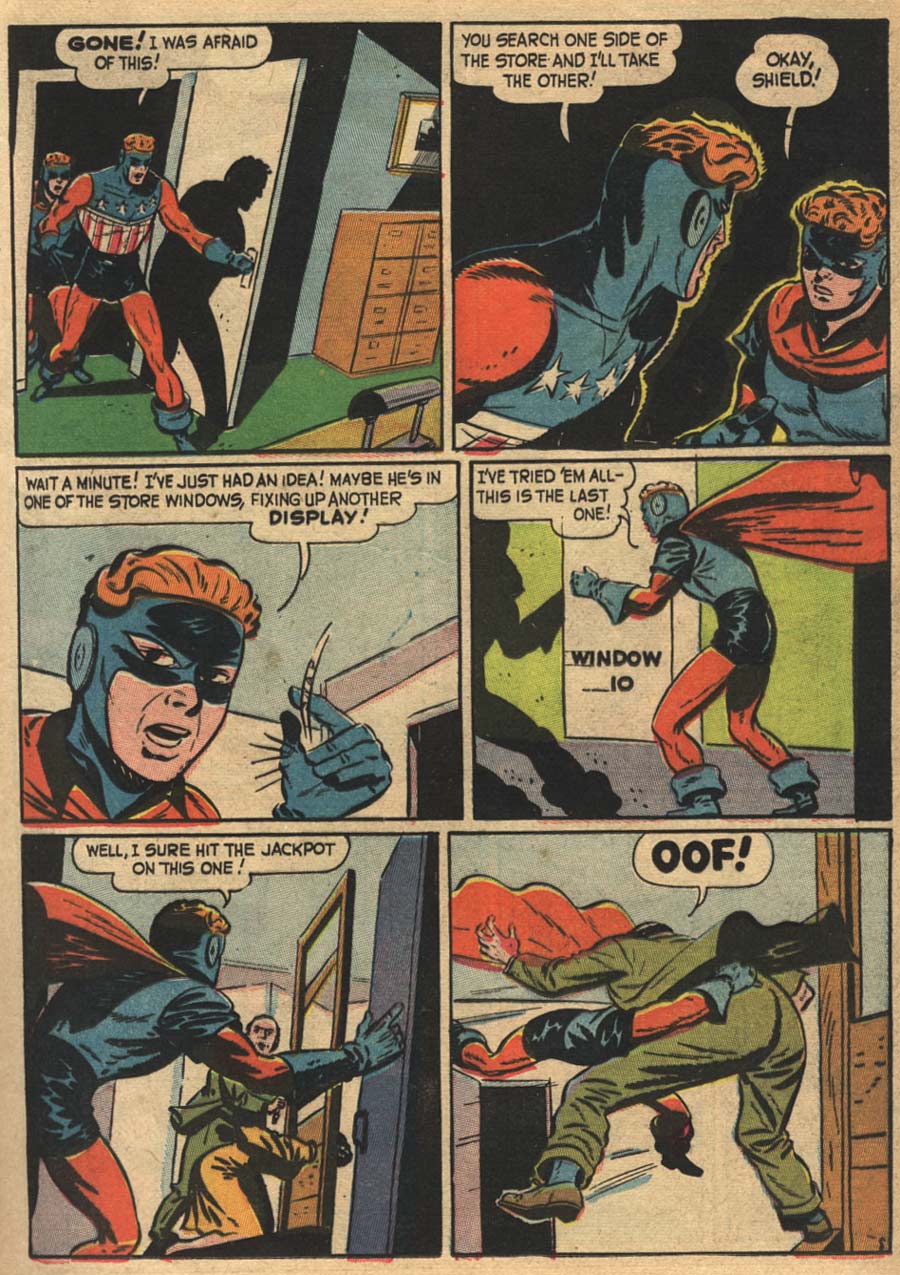 GONE! I WAS AFRAID
OF THIS!
YOU SEARCH ONE SIDE OF
THE STORE AND I'LL TAKE
THE OTHER!
OKAY,
SHIELD!
WAIT A MINUTE! I'VE JUST HAD AN IDEA! MAYBE HE'S IN
ONE OF THE STORE WINDOWS, FIXING UP ANOTHER
DISPLAY!
I'VE TRIED 'EM ALL-
THIS IS THE LAST
ONE!
WINDOW
10
WELL, I SURE HIT THE JACKPOT
ON THIS ONE!
OOF!